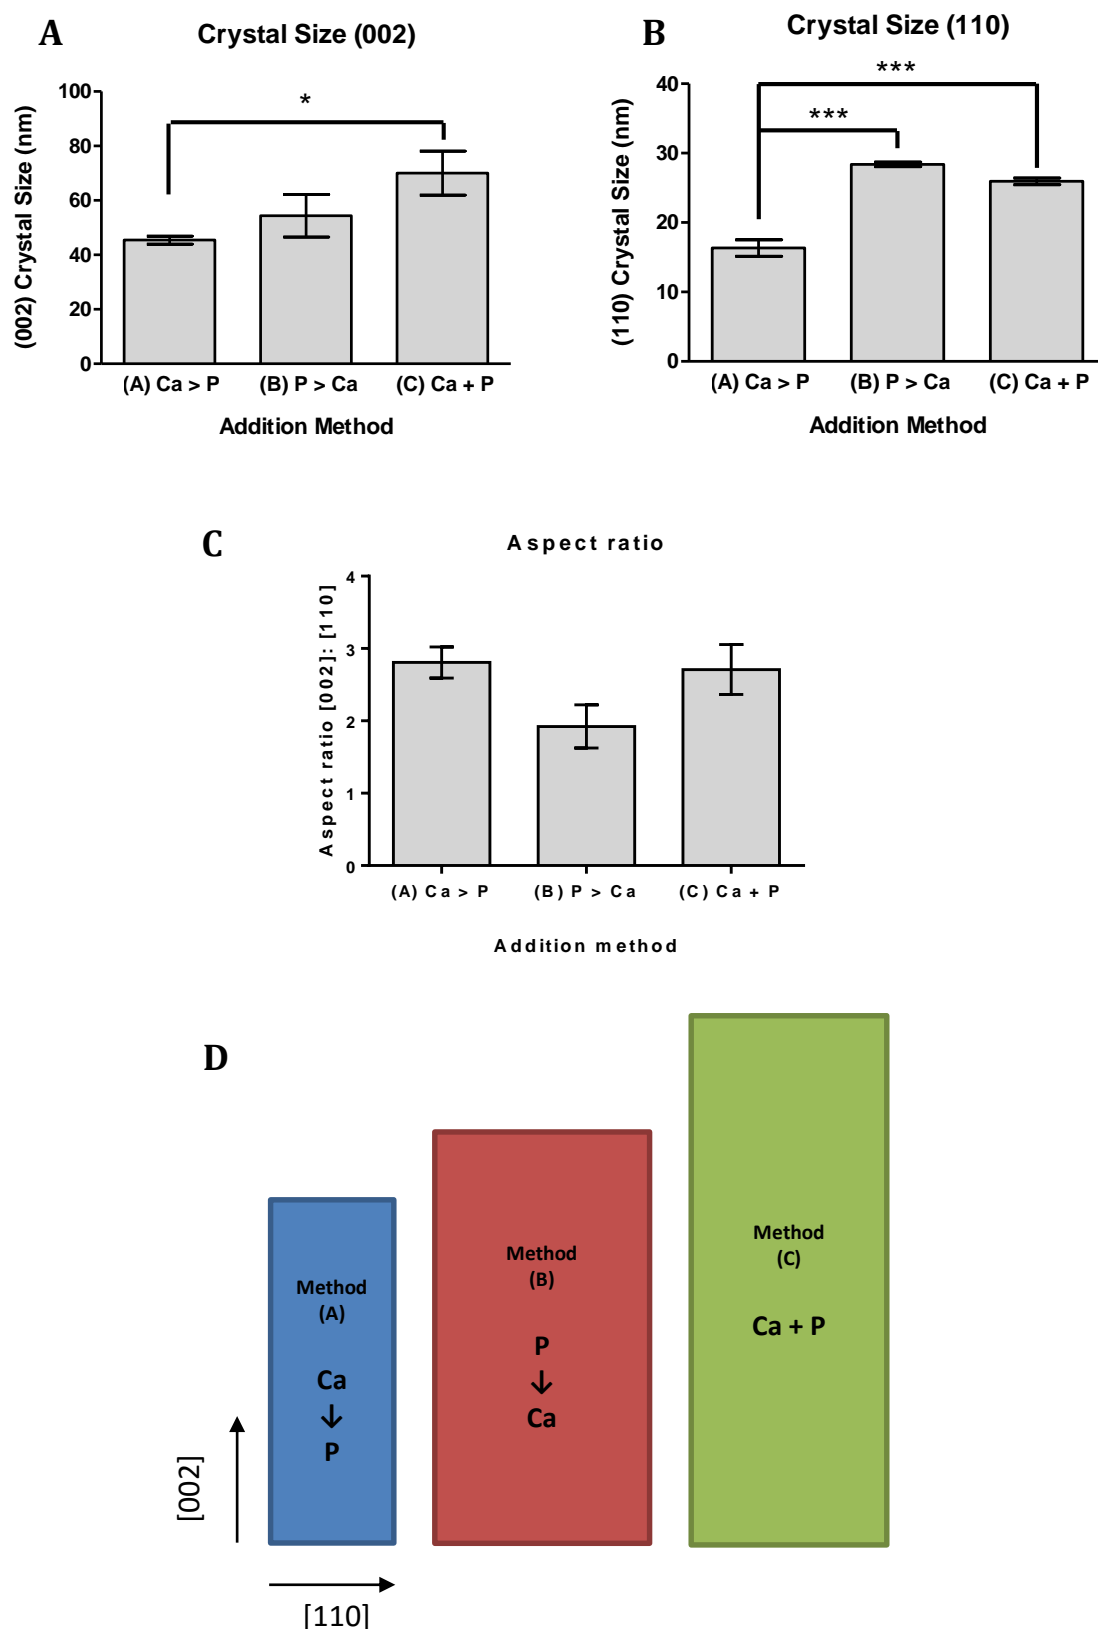 A
Crystal Size (002)
(002) Crystal Size (nm)
100
80
60
40
20
0
*
(A) Ca > P
(B) P > Ca
(C) Ca + P
Addition Method
B
Crystal Size (110)
(110) Crystal Size (nm)
40
30
20
10
0
***
***
(A) Ca > P
(B) P > Ca
(C) Ca + P
Addition Method
C
Aspect ratio
Aspect ratio [002]: [110]
4
3
2
1
0
(A) Ca > P
(B) P > Ca
(C) Ca + P
Addition method
D
Method
(A)
Ca
↓
P
Method
(B)
P
↓
Ca
Method
(C)
Ca + P
[002]
[110]